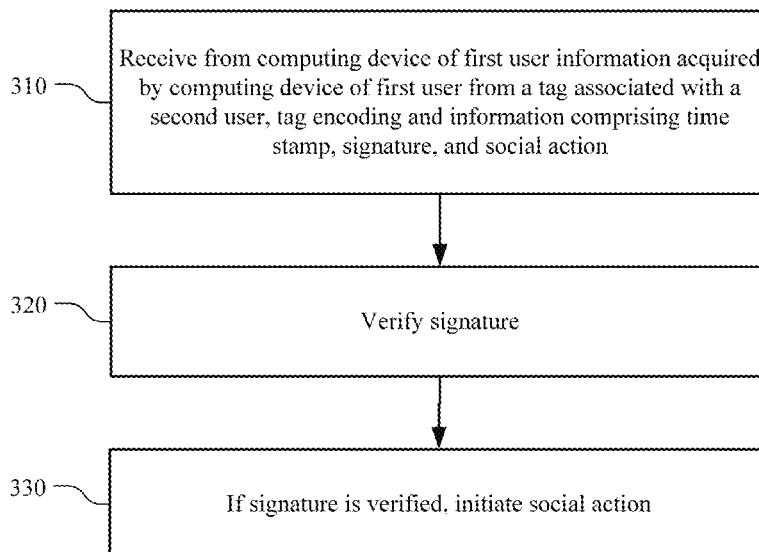 310
Receive from computing device of first user information acquired
by computing device of first user from a tag associated with a
second user, tag encoding and information comprising time
stamp, signature, and social action
320
Verify signature
330
If signature is verified, initiate social action